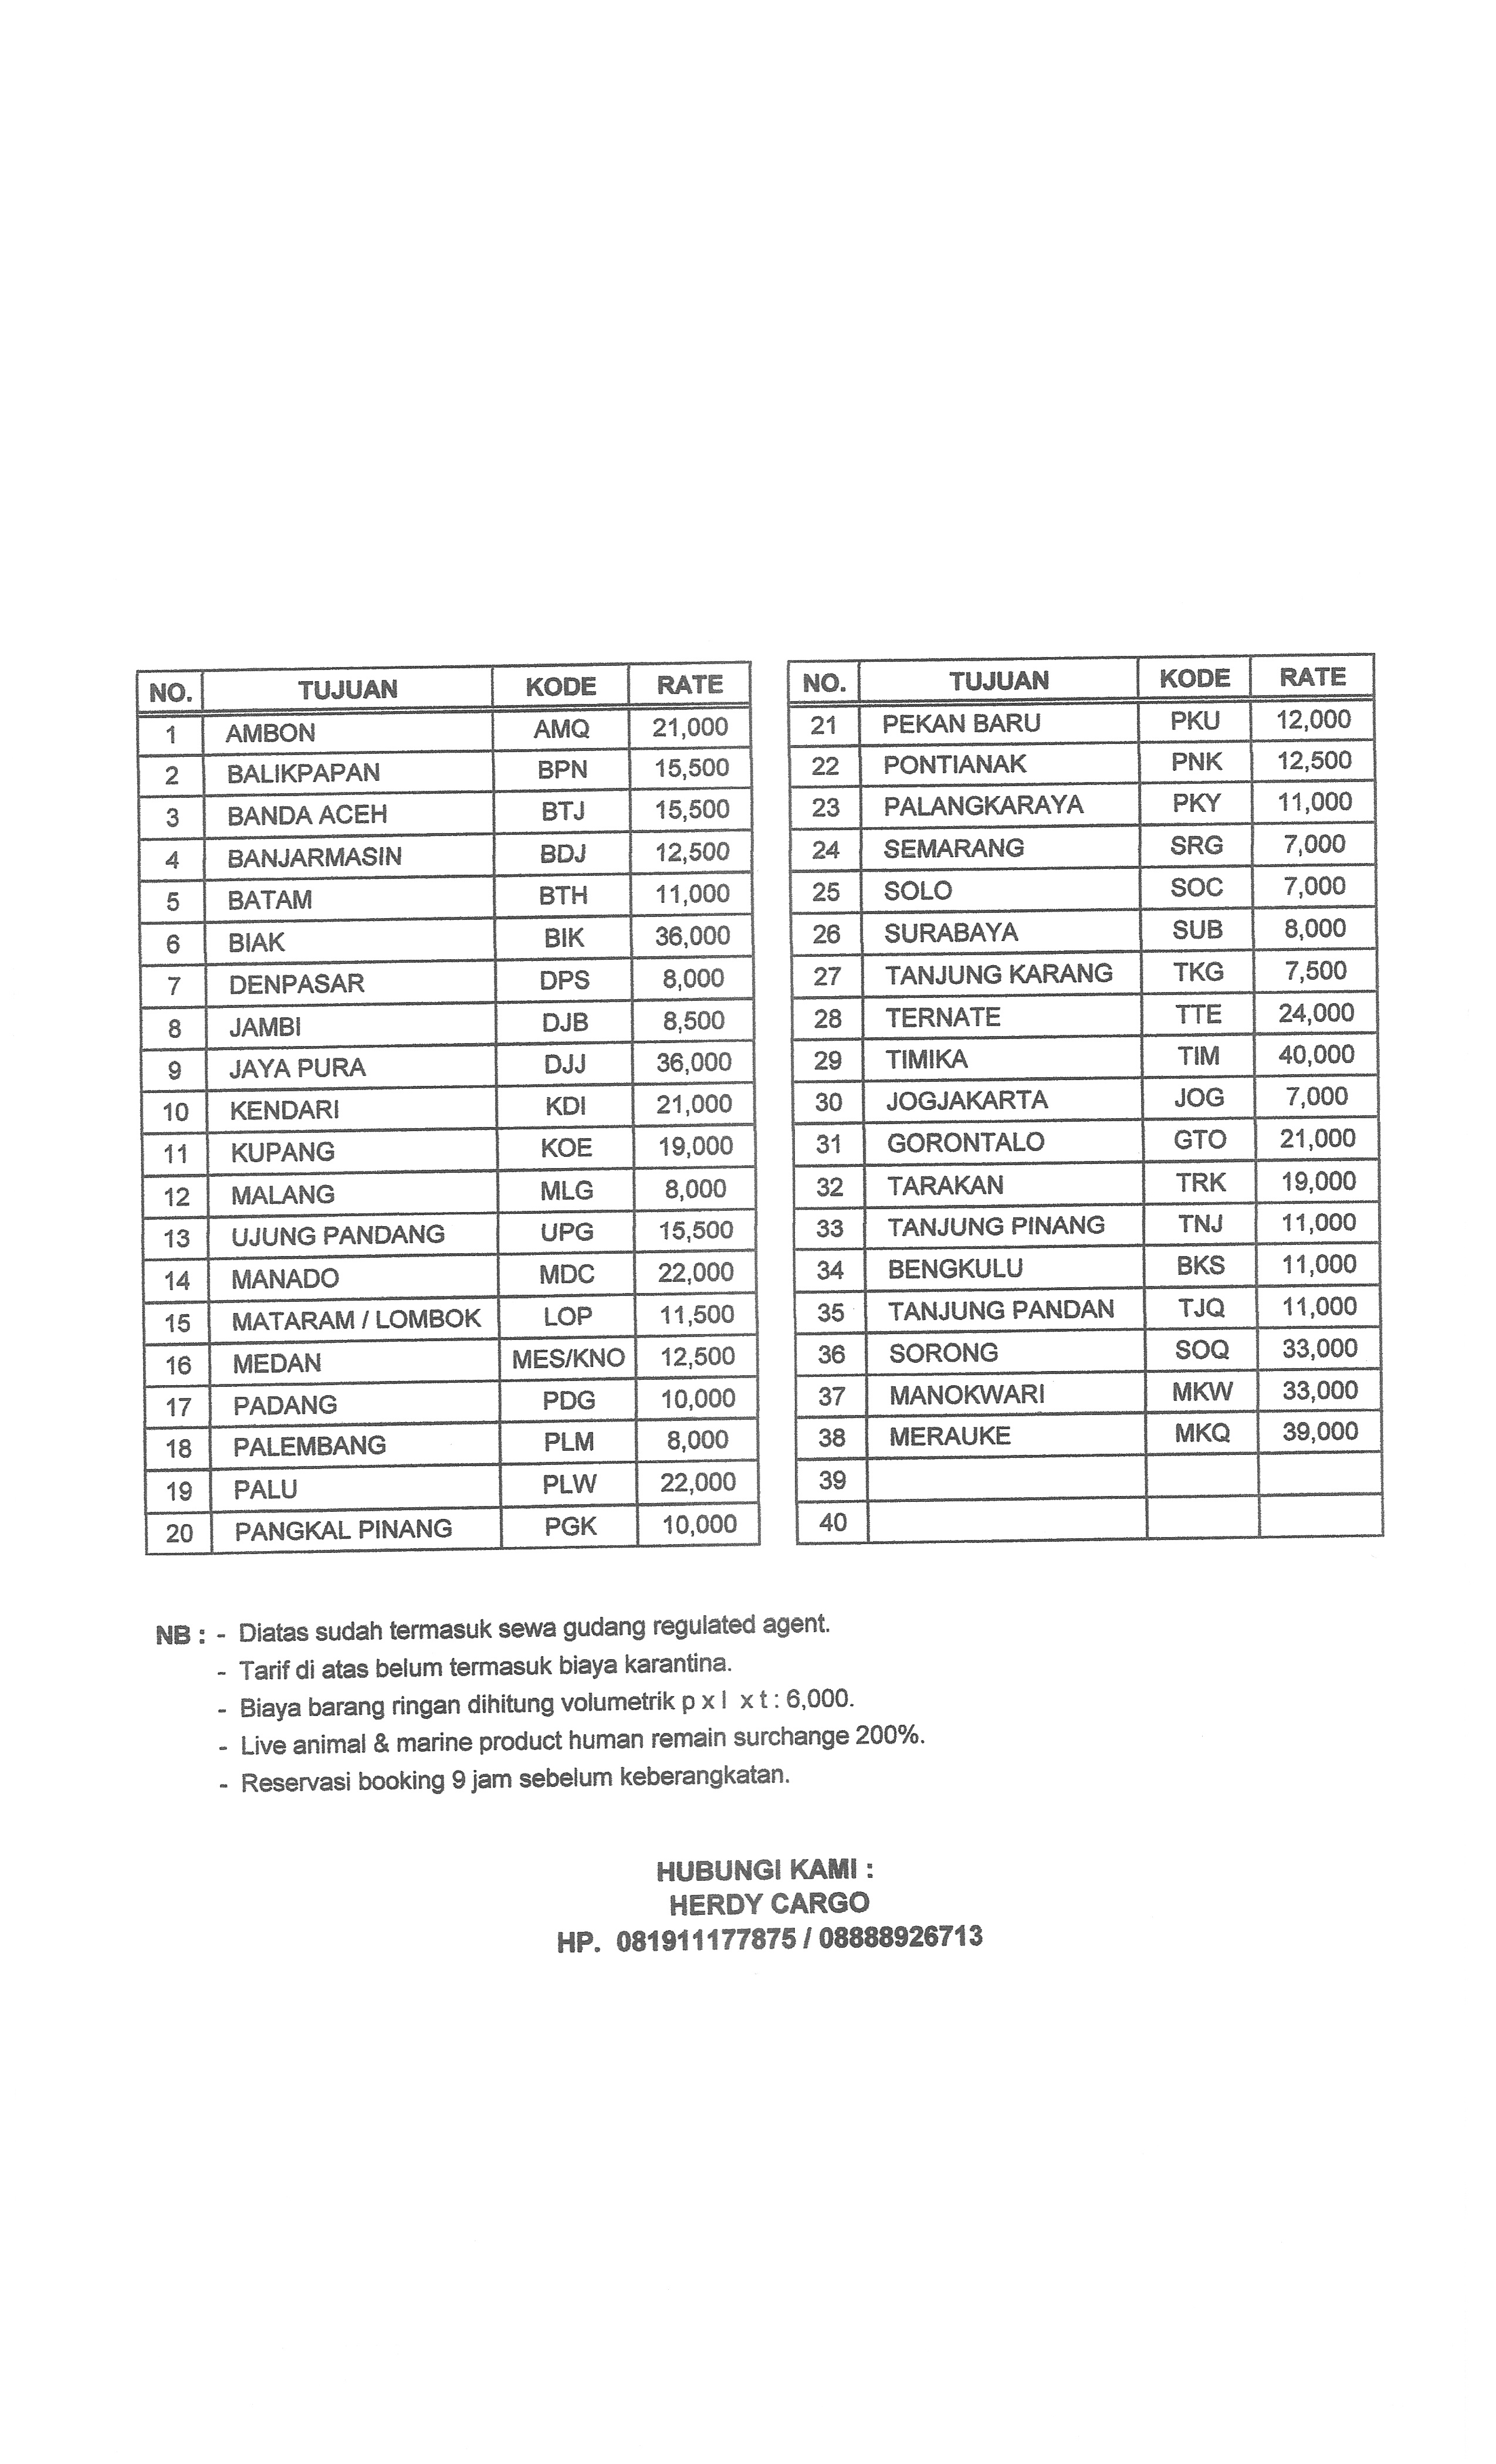 NO. TUJUAN KODE RATE
1 AMBON AMQ 21,000
2 BALIKPAPAN BPN 15,500
3 BANDA ACEH BTJ 15,500
4 BANJARMASIN BDJ 12,500
5 BATAM BTH 11,000
6 BIAK BIK 36,000
7 DENPASAR DPS 8,000
8 JAMBI DJB 8,500
9 JAYA PURA DJJ 36,000
10 KENDARI KDI 21,000
11 KUPANG KOE 19,000
12 MALANG MLG 8,000
13 UJUNG PANDANG UPG 15,500
14 MANADO MDC 22,000
15 MATARAM / LOMBOK LOP 11,500
16 MEDAN MES/KNO 12,500
17 PADANG PDG 10,000
18 PALEMBANG PLM 8,000
19 PALU PLW 22,000
20 PANGKAL PINANG PGK 10,000
NO. TUJUAN KODE RATE
21 PEKAN BARU PKU 12,000
22 PONTIANAK PNK 12,500
23 PALANGKARAYA PKY 11,000
24 SEMARANG SRG 7,000
25 SOLO SOC 7,000
26 SURABAYA SUB 8,000
27 TANJUNG KARANG TKG 7,500
28 TERNATE TTE 24,000
29 TIMIKA TIM 40,000
30 JOGJAKARTA JOG 7,000
31 GORONTALO GTO 21,000
32 TARAKAN TRK 19,000
33 TANJUNG PINANG TNJ 11,000
34 BENGKULU BKS 11,000
35 TANJUNG PANDAN TJQ 11,000
36 SORONG SOQ 33,000
37 MANOKWARI MKW 33,000
38 MERAUKE MKQ 39,000
39
40
NB : - Diatas sudah termasuk sewa gudang regulated agent.
- Tarif di atas belum termasuk biaya karantina.
- Biaya barang ringan dihitung volumetrik p x l x t : 6,000.
- Live animal & marine product human remain surchange 200%.
- Reservasi booking 9 jam sebelum keberangkatan.
HUBUNGI KAMI :
HERDY CARGO
HP. 081911177875 / 08888926713